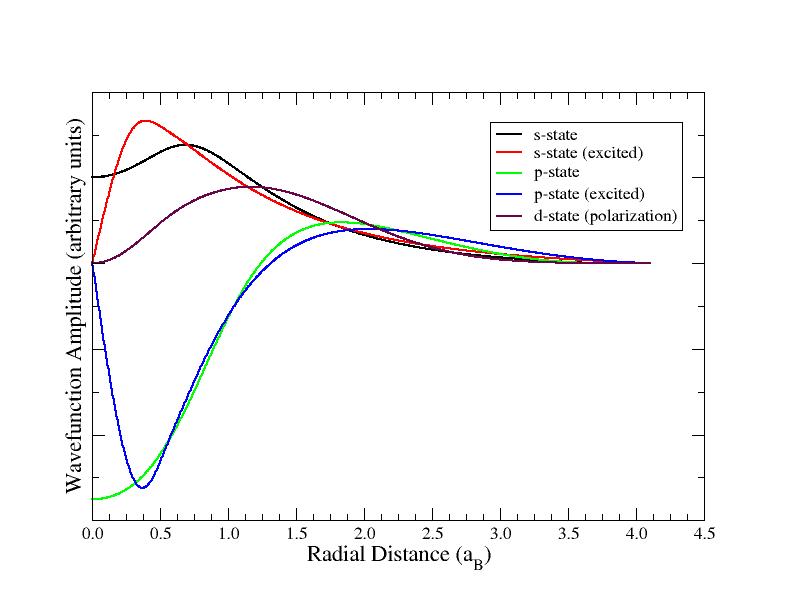 s-state
s-state (excited)
p-state
p-state (excited)
d-state (polarization)
Wavefunction Amplitude (arbitrary units)
0.0 0.5 1.0 1.5 2.0 2.5 3.0 3.5 4.0 4.5
Radial Distance (a_B)